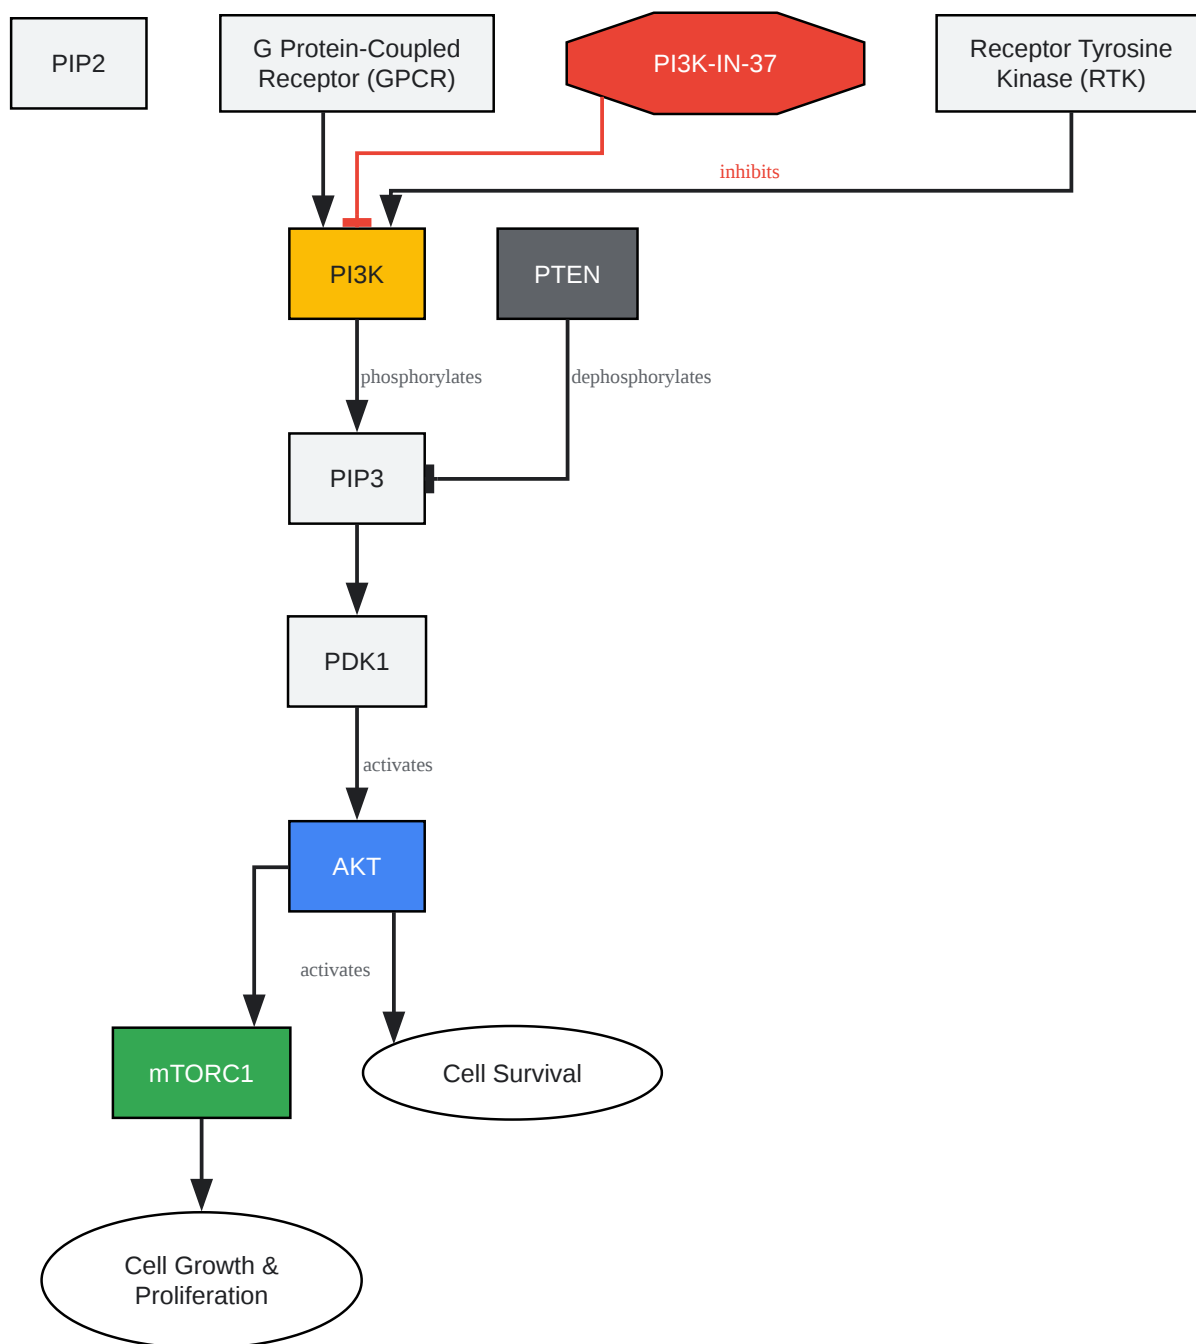 PIP2
G Protein-Coupled
Receptor (GPCR)
PI3K-IN-37
Receptor Tyrosine
Kinase (RTK)
inhibits
PI3K
PTEN
phosphorylates
dephosphorylates
PIP3
PDK1
activates
AKT
activates
mTORC1
Cell Survival
Cell Growth &
Proliferation